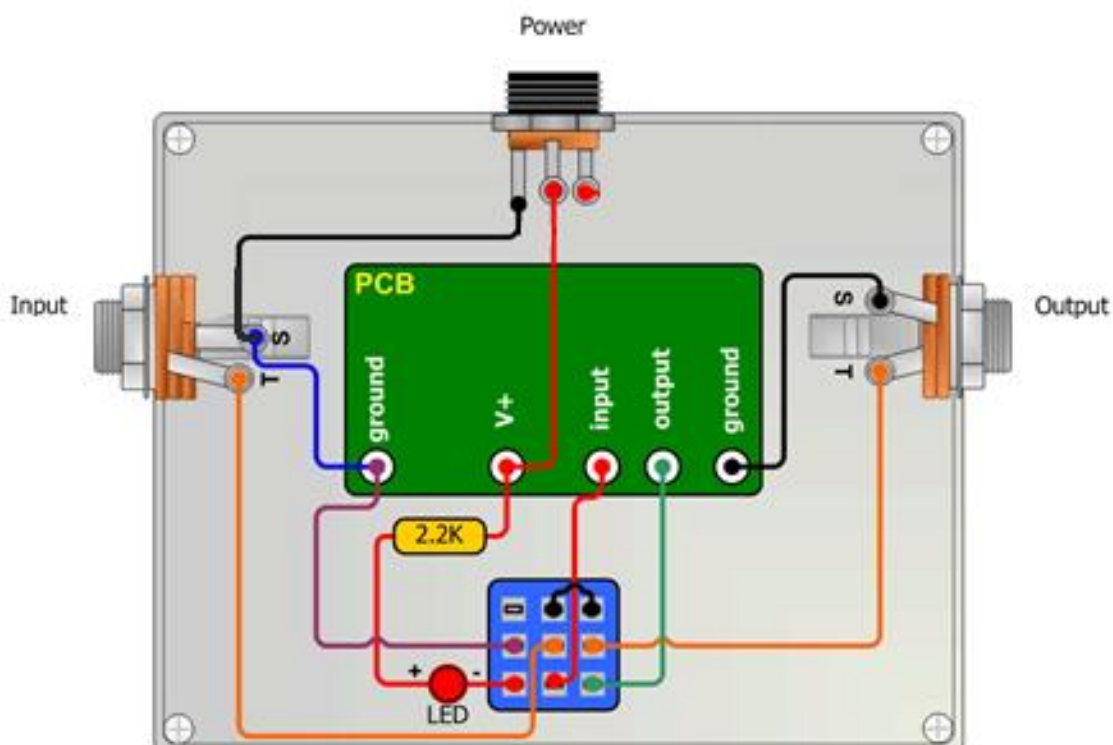 Power
Input
Output
PCB
S
T
S
T
ground
V+
input
output
ground
2.2K
+
-
LED